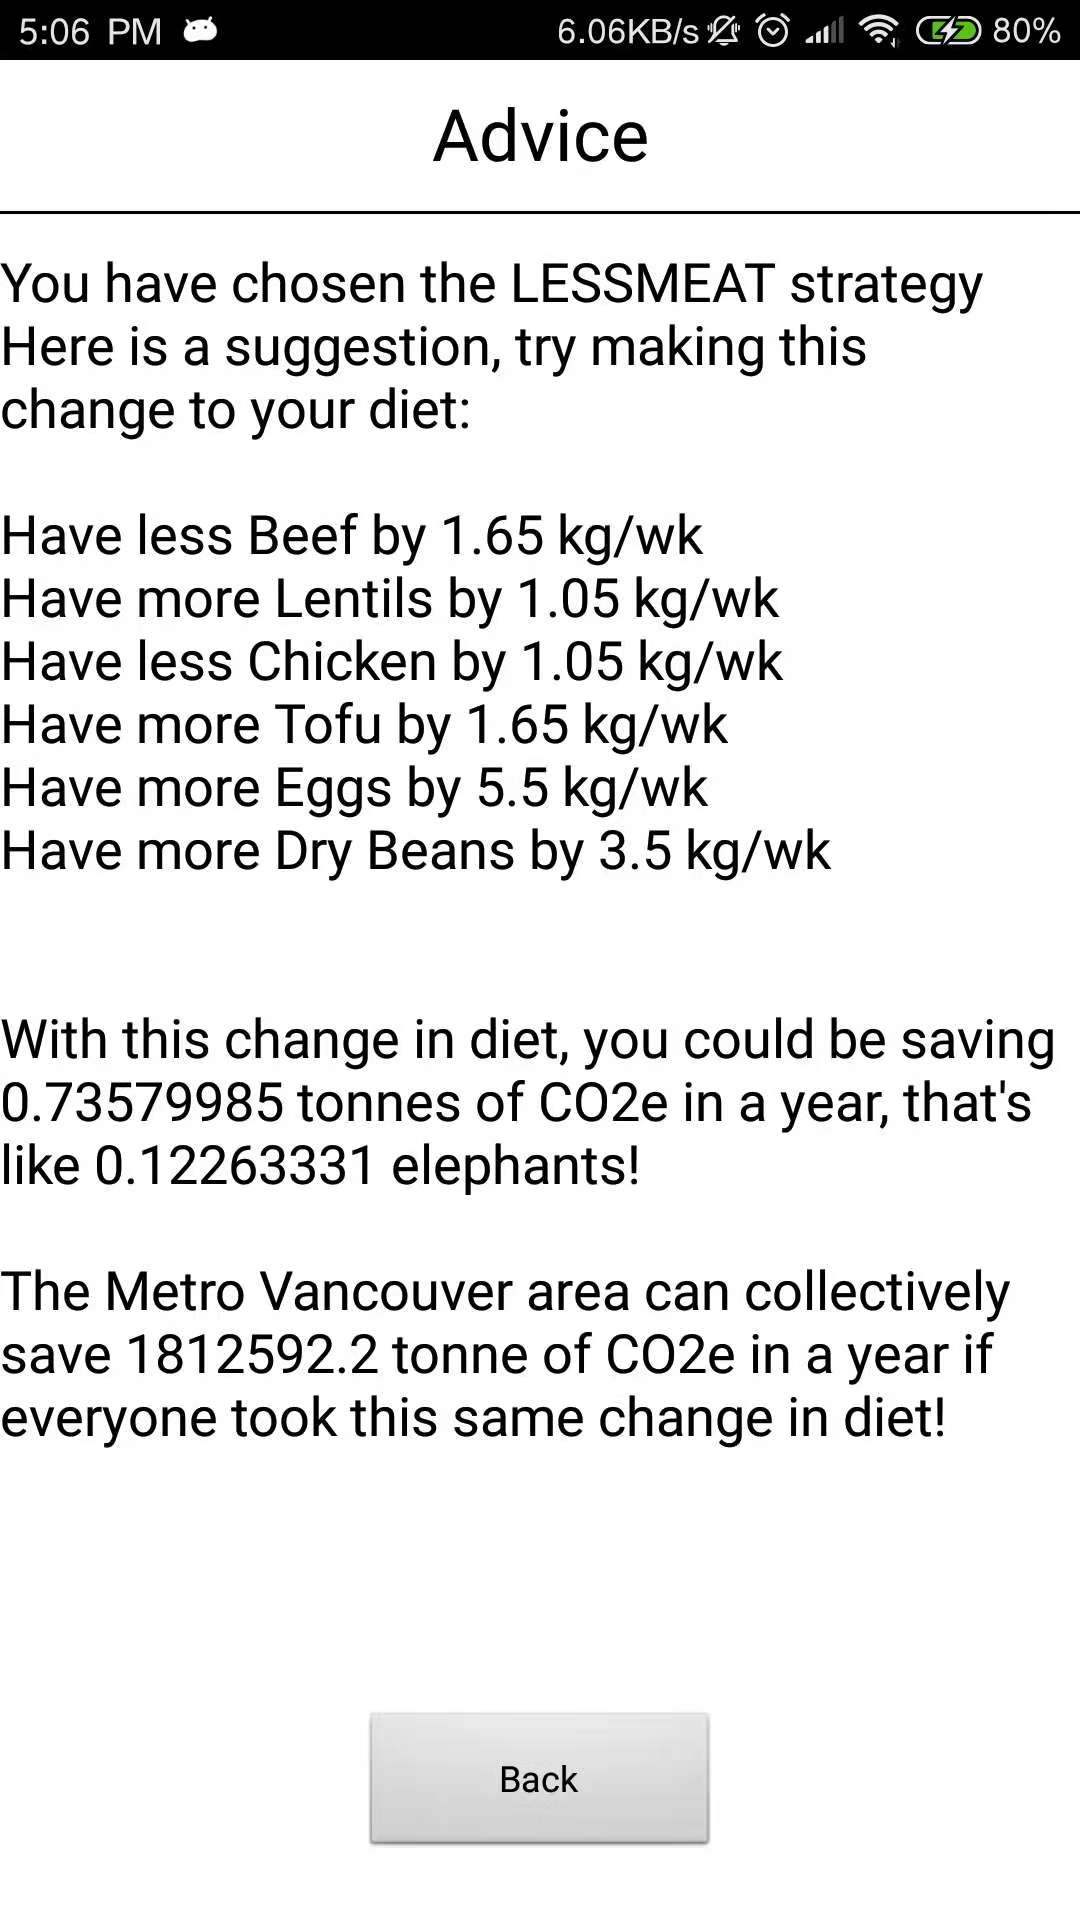 5:06 PM 6.06KB/s 80%
Advice
You have chosen the LESSMEAT strategy
Here is a suggestion, try making this
change to your diet:
Have less Beef by 1.65 kg/wk
Have more Lentils by 1.05 kg/wk
Have less Chicken by 1.05 kg/wk
Have more Tofu by 1.65 kg/wk
Have more Eggs by 5.5 kg/wk
Have more Dry Beans by 3.5 kg/wk
With this change in diet, you could be saving
0.73579985 tonnes of CO2e in a year, that's
like 0.12263331 elephants!
The Metro Vancouver area can collectively
save 1812592.2 tonne of CO2e in a year if
everyone took this same change in diet!
Back